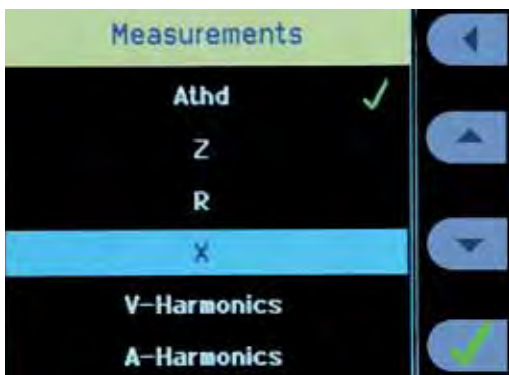 Measurements
Athd
Z
R
X
V-Harmonics
A-Harmonics